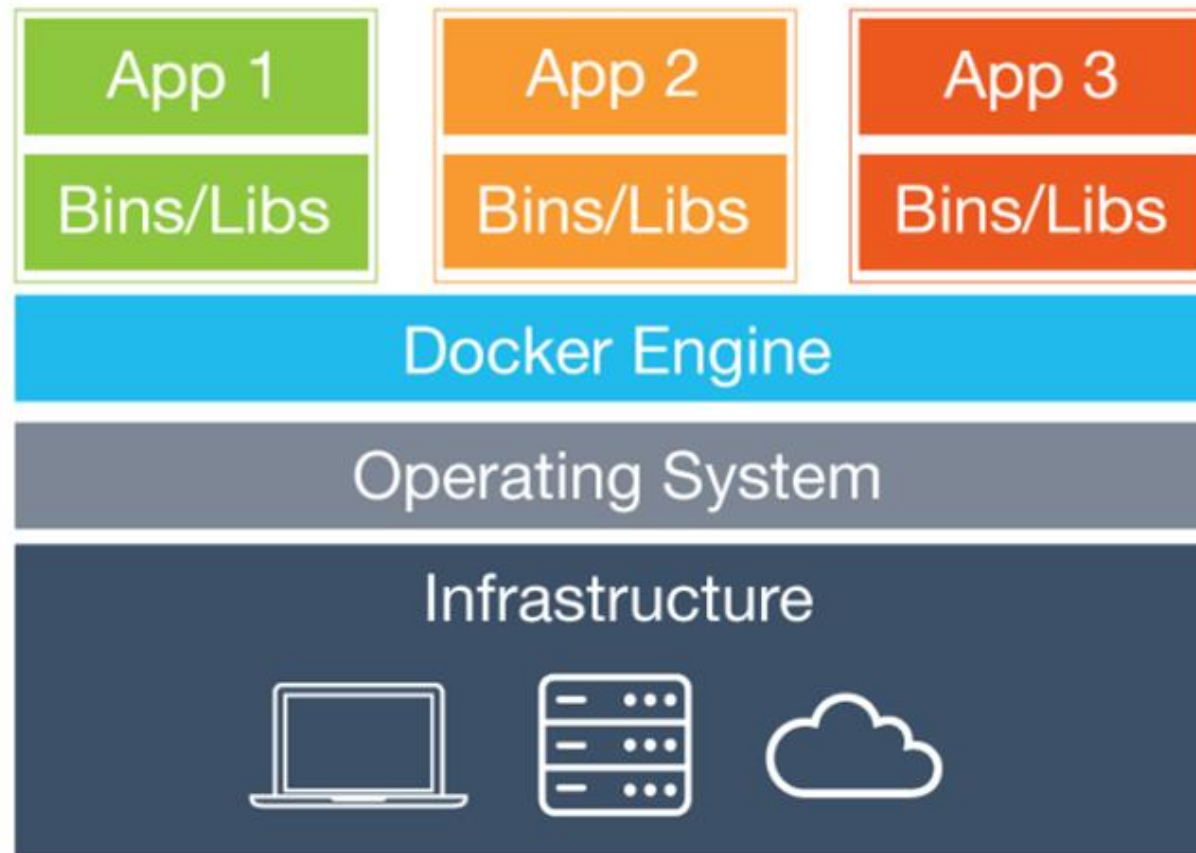 App 1
App 2
App 3
Bins/Libs
Bins/Libs
Bins/Libs
Docker Engine
Operating System
Infrastructure